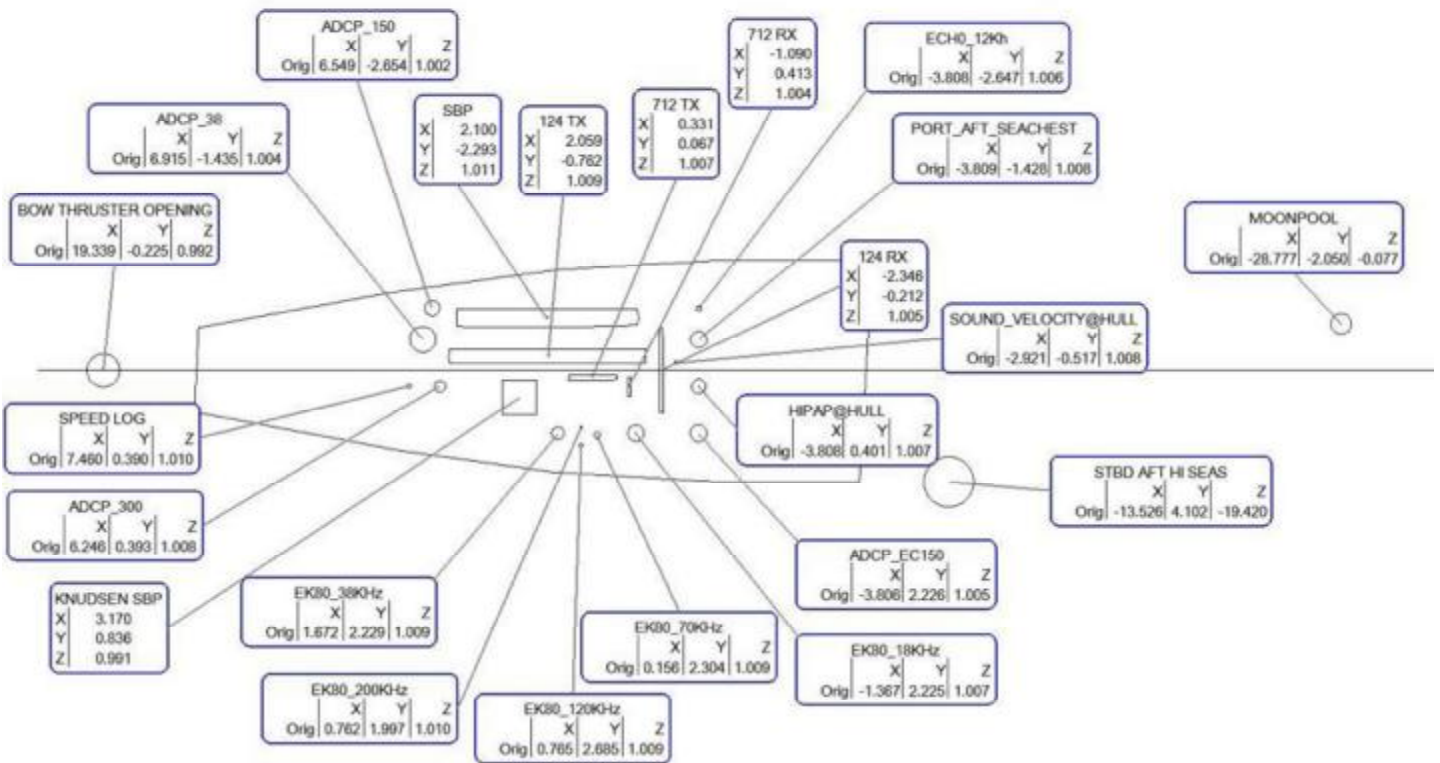 ADCP_150
X Y Z
Orig 6.549 -2.654 1.002
712 RX
X -1.090
Y 0.413
Z 1.004
ECH0_12Kh
X Y Z
Orig -3.808 -2.647 1.006
ADCP_38
X Y Z
Orig 6.915 -1.435 1.004
SBP
X 2.100
Y -2.293
Z 1.011
124 TX
X 2.059
Y -0.762
Z 1.009
712 TX
X 0.331
Y 0.067
Z 1.007
PORT_AFT_SEACHEST
X Y Z
Orig -3.809 -1.428 1.008
BOW THRUSTER OPENING
X Y Z
Orig 19.339 -0.225 0.992
MOONPOOL
X Y Z
Orig -28.777 -2.050 -0.077
124 RX
X -2.346
Y -0.212
Z 1.005
SOUND_VELOCITY@HULL
X Y Z
Orig -2.921 -0.517 1.008
SPEED LOG
X Y Z
Orig 7.460 0.390 1.010
HIPAP@HULL
X Y Z
Orig -3.808 0.401 1.007
STBD AFT HI SEAS
X Y Z
Orig -13.526 4.102 -19.420
ADCP_300
X Y Z
Orig 6.246 0.393 1.008
ADCP_EC150
X Y Z
Orig -3.806 2.226 1.005
KNUDSEN SBP
X 3.170
Y 0.836
Z 0.991
EK80_38KHz
X Y Z
Orig 1.672 2.229 1.009
EK80_70KHz
X Y Z
Orig 0.156 2.304 1.009
EK80_18KHz
X Y Z
Orig -1.367 2.225 1.007
EK80_200KHz
X Y Z
Orig 0.762 1.997 1.010
EK80_120KHz
X Y Z
Orig 0.765 2.685 1.009